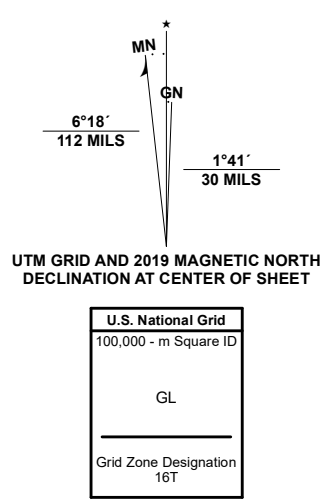 MN
GN
6°18´
112 MILS
1°41´
30 MILS
UTM GRID AND 2019 MAGNETIC NORTH
DECLINATION AT CENTER OF SHEET
U.S. National Grid
100,000 - m Square ID
GL
Grid Zone Designation
16T